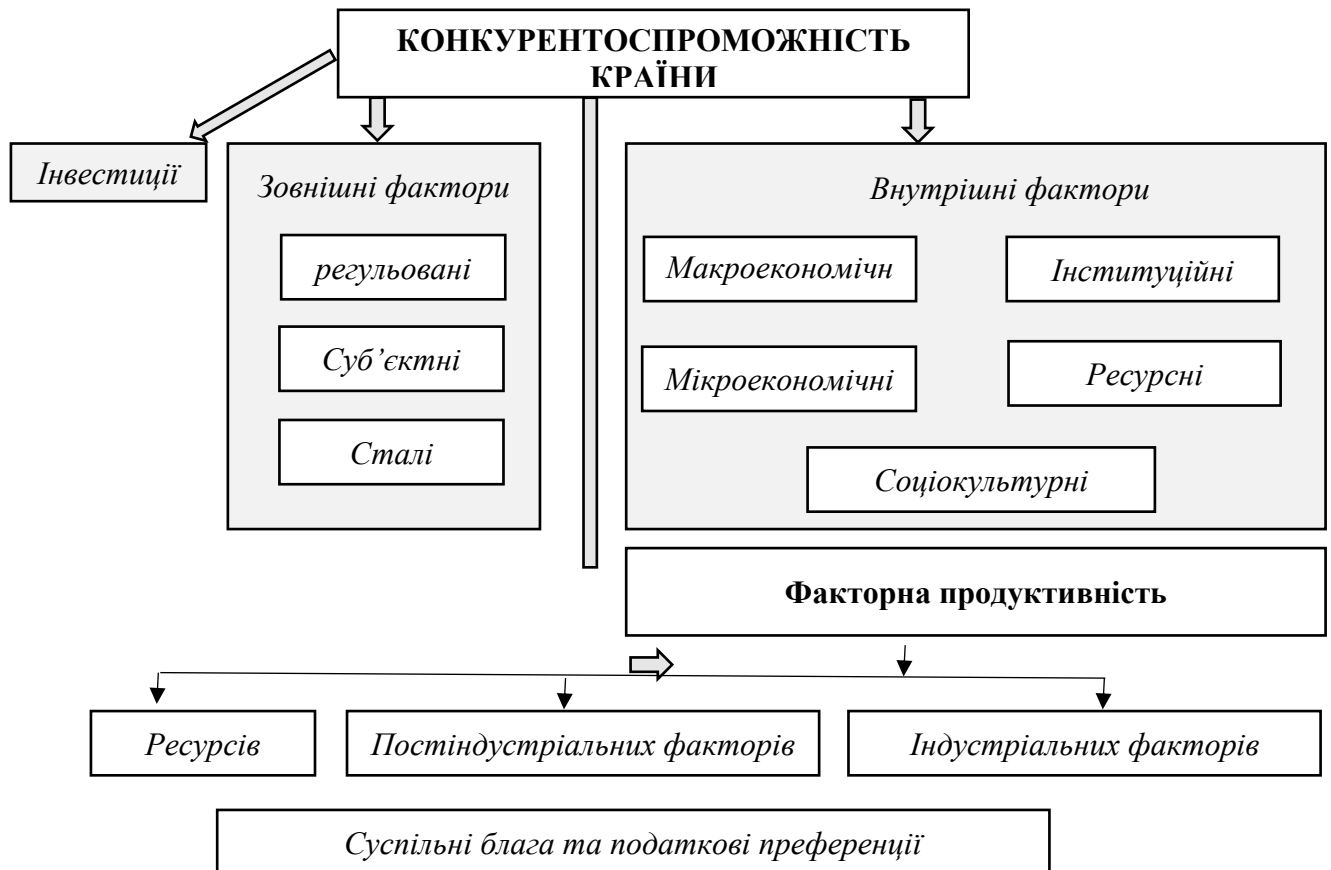 КОНКУРЕНТОСПРОМОЖНІСТЬ
КРАЇНИ
Інвестиції
Зовнішні фактори
регульовані
Суб’єктні
Сталі
Внутрішні фактори
Макроекономічн
Інституційні
Мікроекономічні
Ресурсні
Соціокультурні
Факторна продуктивність
Ресурсів
Постіндустріальних факторів
Індустріальних факторів
Суспільні блага та податкові преференції